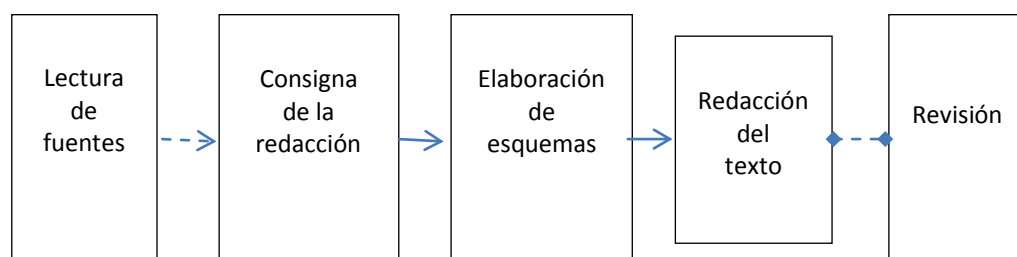 Lectura
de
fuentes
Consigna
de la
redacción
Elaboración
de
esquemas
Redacción
del
texto
Revisión